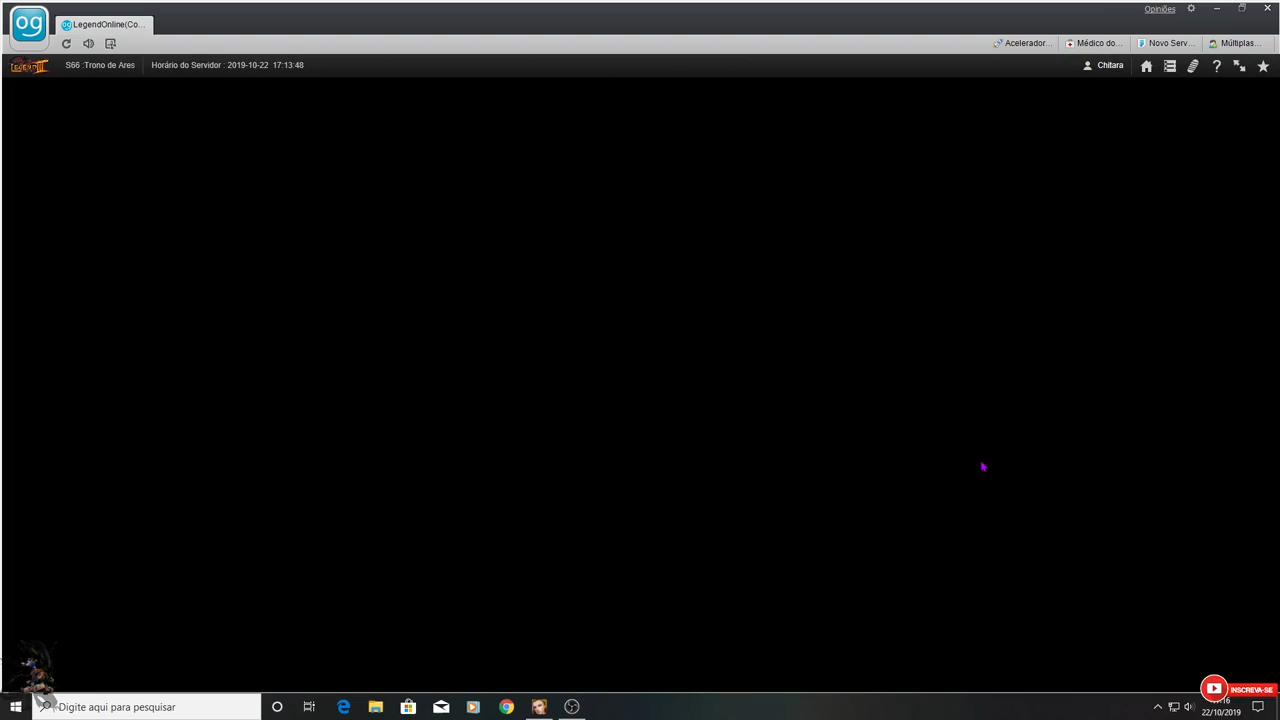 Opiniões
og
LegendOnline(Co...
Acelerador...
Médico do...
Novo Serv...
Múltiplas...
S66 :Trono de Ares
Horário do Servidor : 2019-10-22 17:13:48
Chitara
Digite aqui para pesquisar
INSCREVA-SE
22/10/2019